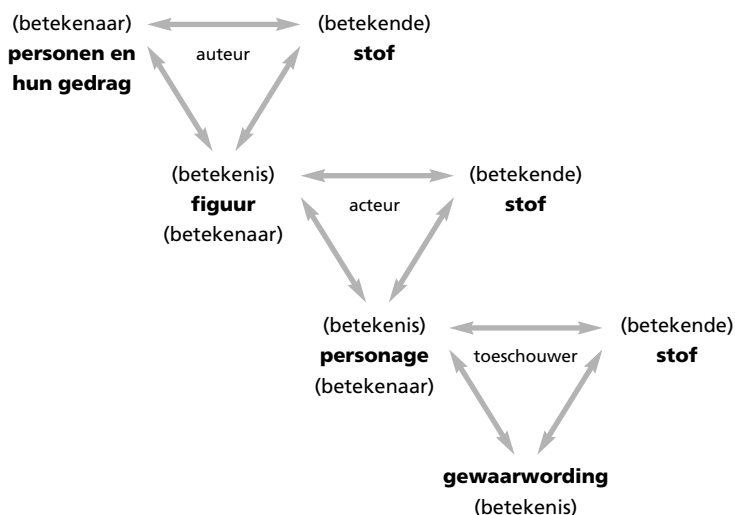 (betekenaar)
personen en
hun gedrag
auteur
(betekende)
stof
(betekenis)
figuur
(betekenaar)
acteur
(betekende)
stof
(betekenis)
personage
(betekenaar)
toeschouwer
(betekende)
stof
gewaarwording
(betekenis)